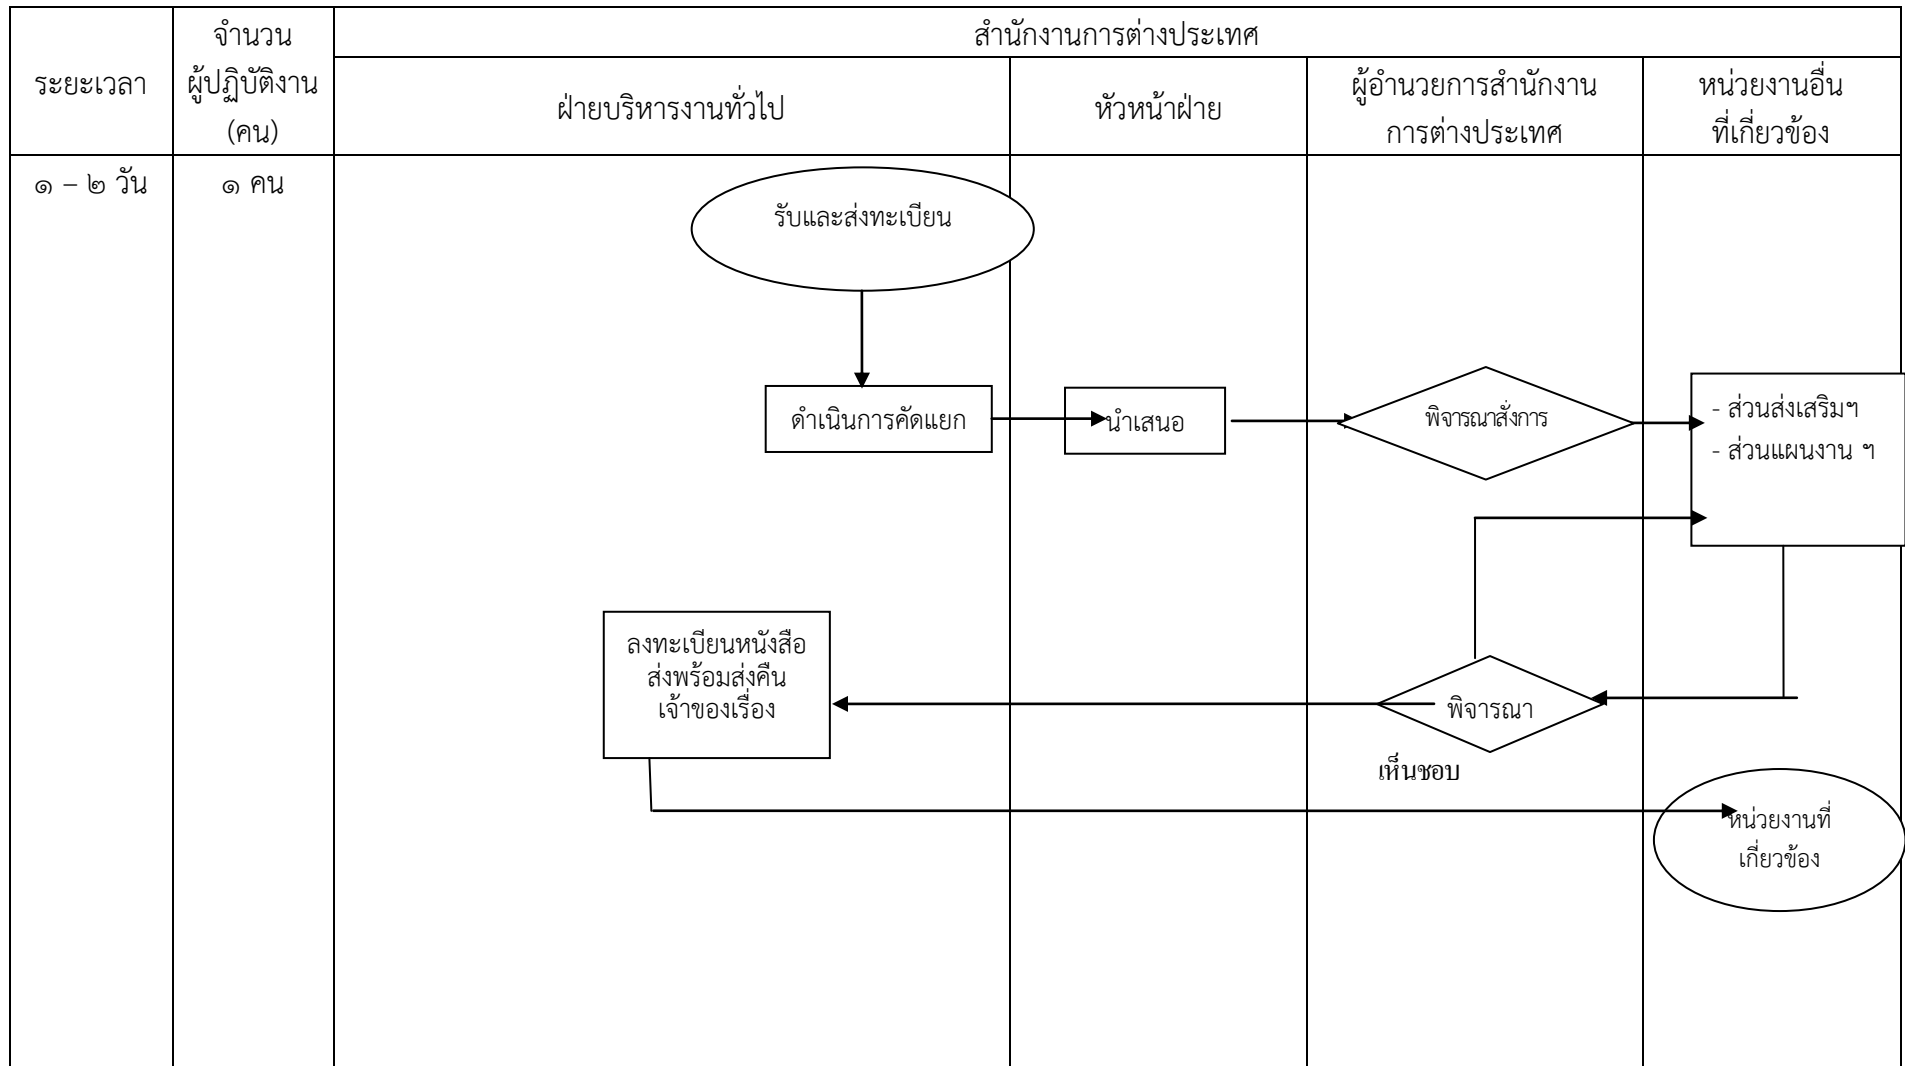 ระยะเวลา
จำนวน
ผู้ปฏิบัติงาน
(คน)
สำนักงานการต่างประเทศ
ฝ่ายบริหารงานทั่วไป
หัวหน้าฝ่าย
ผู้อำนวยการสำนักงาน
การต่างประเทศ
หน่วยงานอื่น
ที่เกี่ยวข้อง
๑ – ๒ วัน
๑ คน
รับและส่งทะเบียน
ดำเนินการคัดแยก
นำเสนอ
พิจารณาสั่งการ
- ส่วนส่งเสริมฯ
- ส่วนแผนงาน ฯ
ลงทะเบียนหนังสือ
ส่งพร้อมส่งคืน
เจ้าของเรื่อง
พิจารณา
เห็นชอบ
หน่วยงานที่
เกี่ยวข้อง